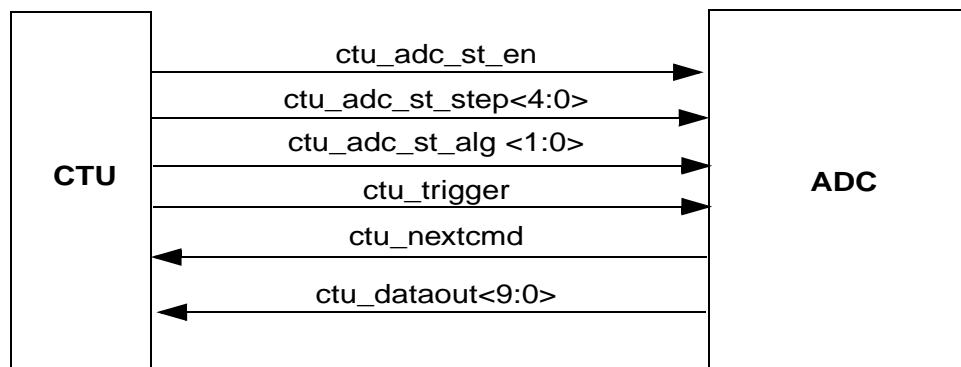 ctu_adc_st_en
ctu_adc_st_step<4:0>
ctu_adc_st_alg <1:0>
CTU
ADC
ctu_trigger
ctu_nextcmd
ctu_dataout<9:0>